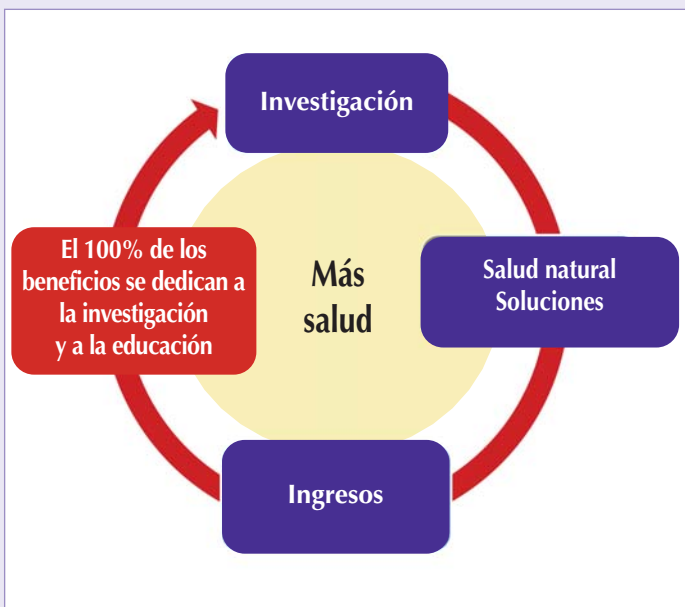 Investigación
El 100% de los
beneficios se dedican a
la investigación
y a la educación
Más
salud
Salud natural
Soluciones
Ingresos